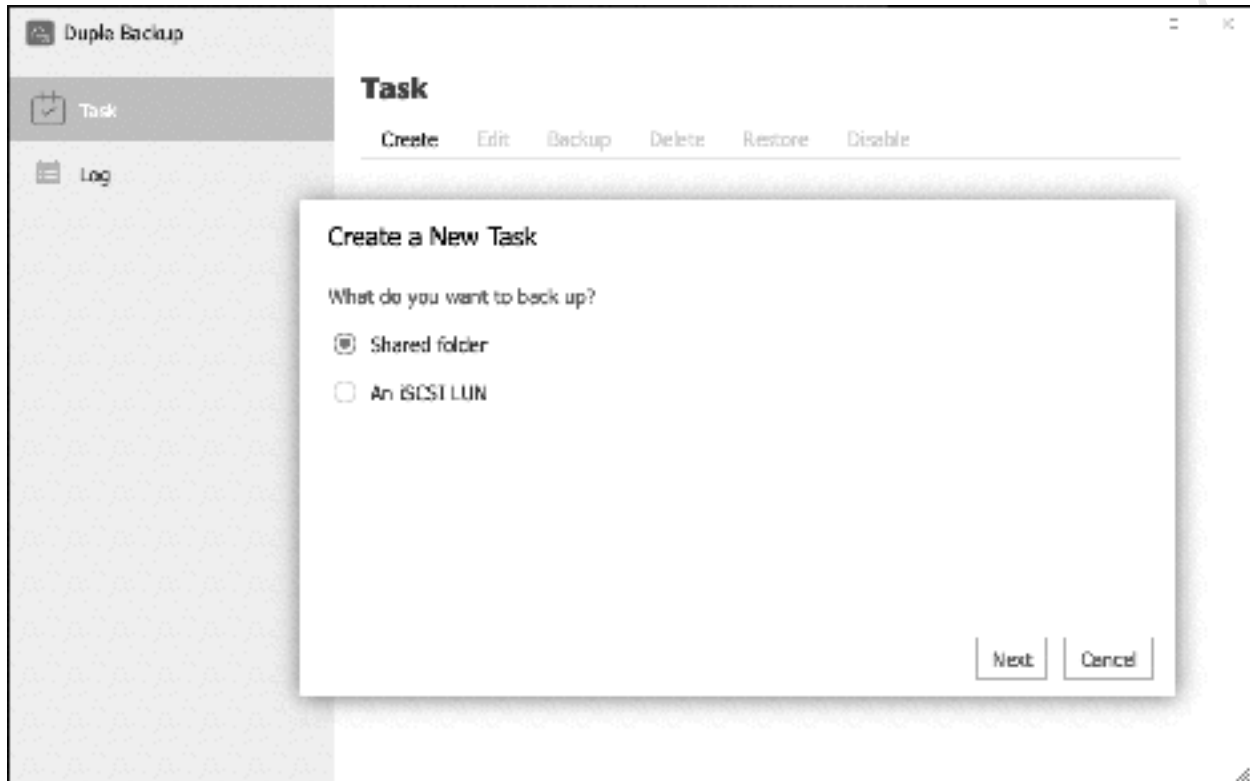 Duple Backup
Task
Log
Task
Create Edit Backup Delete Restore Disable
Create a New Task
What do you want to back up?
Shared folder
An iSCSI LUN
Next Cancel